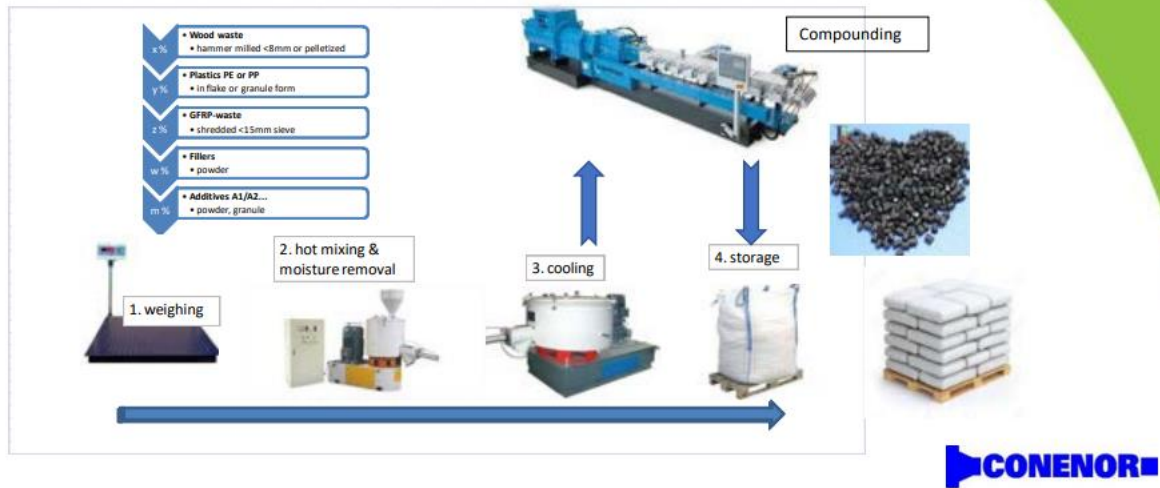 x %
• Wood waste
• hammer milled <8mm or pelletized
y %
• Plastics PE or PP
• in flake or granule form
z %
• GFRP-waste
• shredded <15mm sieve
w %
• Fillers
• powder
m %
• Additives A1/A2...
• powder, granule
Compounding
1. weighing
2. hot mixing &
moisture removal
3. cooling
4. storage
CONENOR